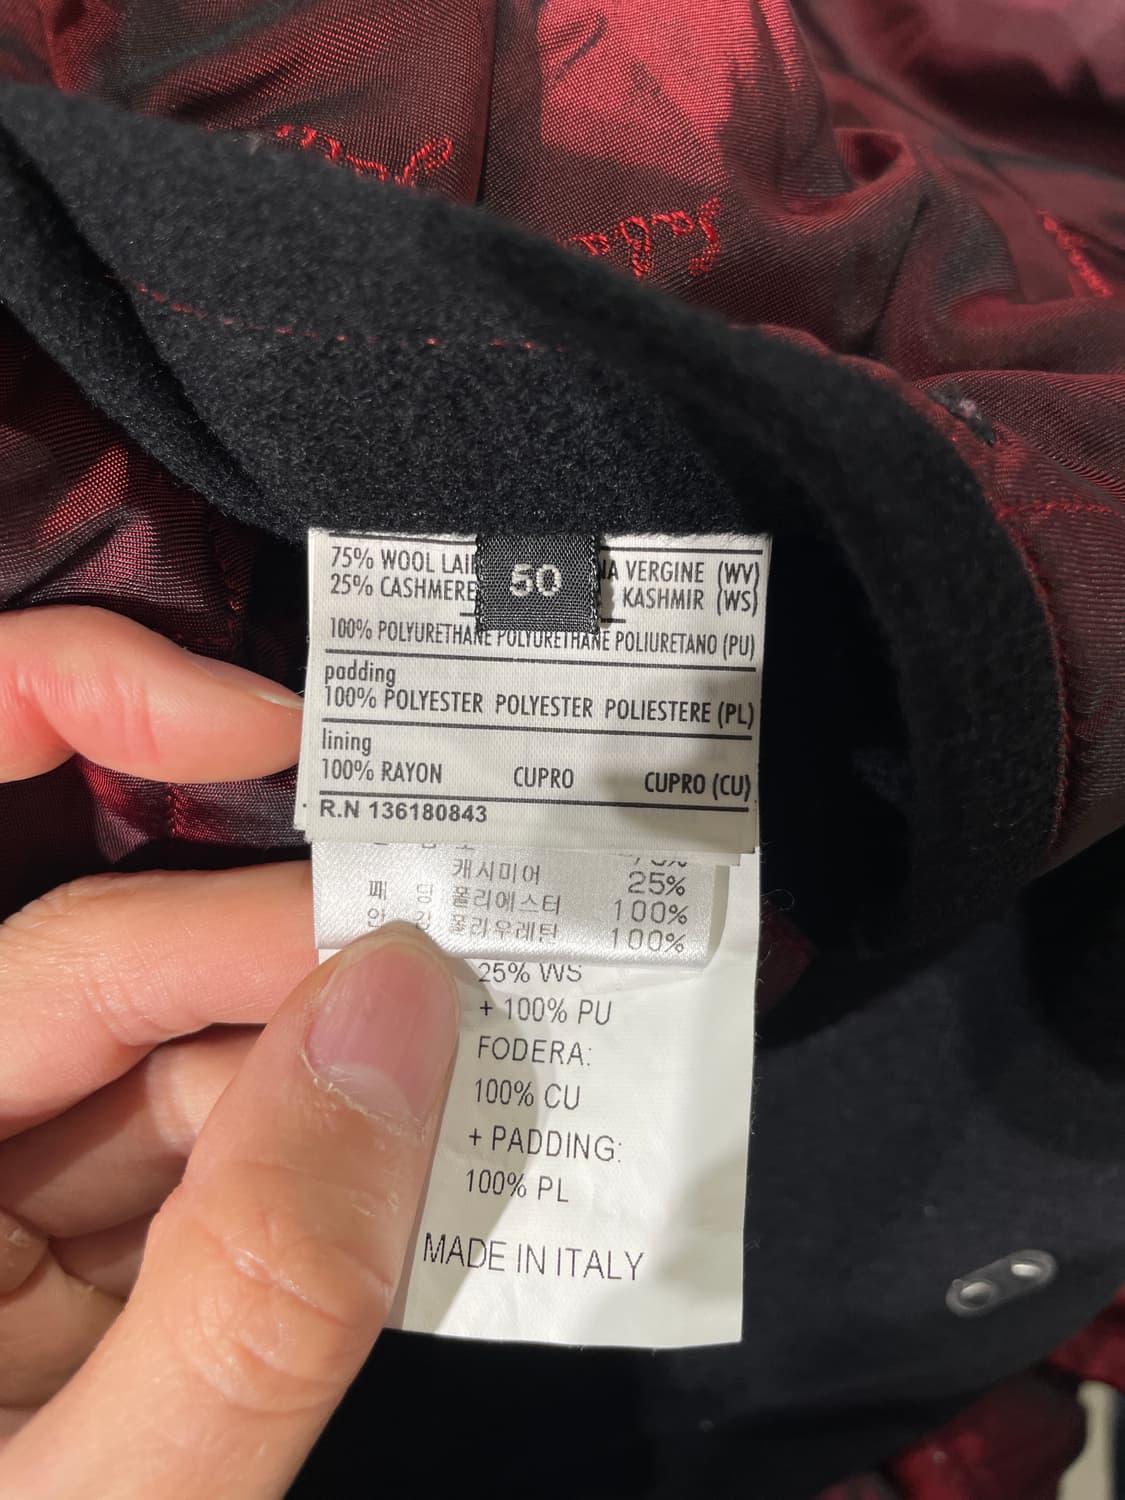 75% WOOL NA VERGINE (WV)
25% CASHMERE KASHMIR (WS)
50
100% POLYURETHANE POLYURETHANE POLIURETANO (PU)
padding
100% POLYESTER POLYESTER POLIESTERE (PL)
lining
100% RAYON CUPRO CUPRO (CU)
R.N 136180843
캐시미어 25%
패 딩 폴리에스터 100%
안 감 폴리우레탄 100%
25% WS
+ 100% PU
FODERA:
100% CU
+ PADDING:
100% PL
MADE IN ITALY